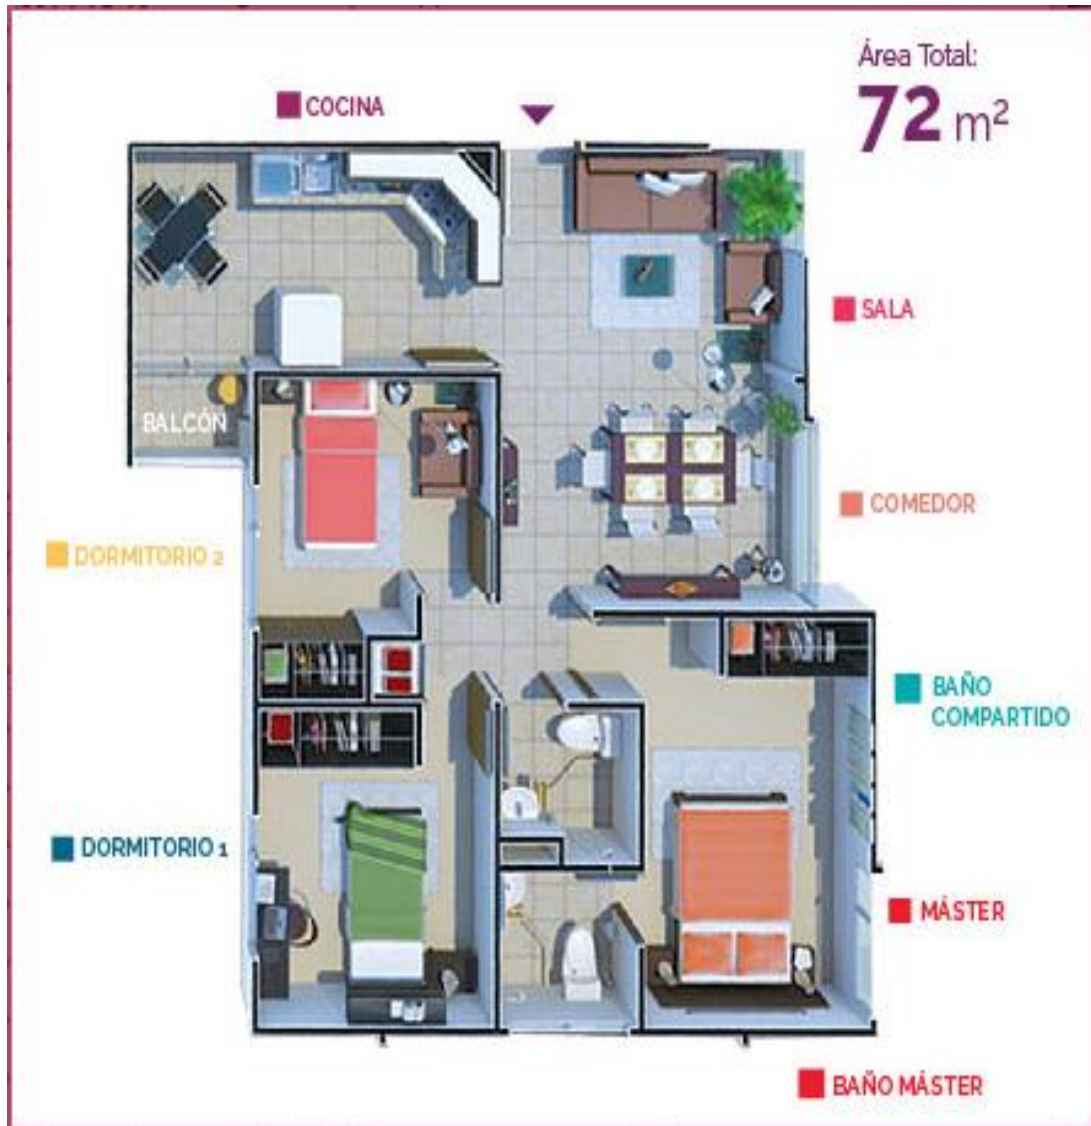 Área Total:
72 m²
COCINA
SALA
BALCÓN
COMEDOR
DORMITORIO 2
BAÑO
COMPARTIDO
DORMITORIO 1
MÁSTER
BAÑO MÁSTER